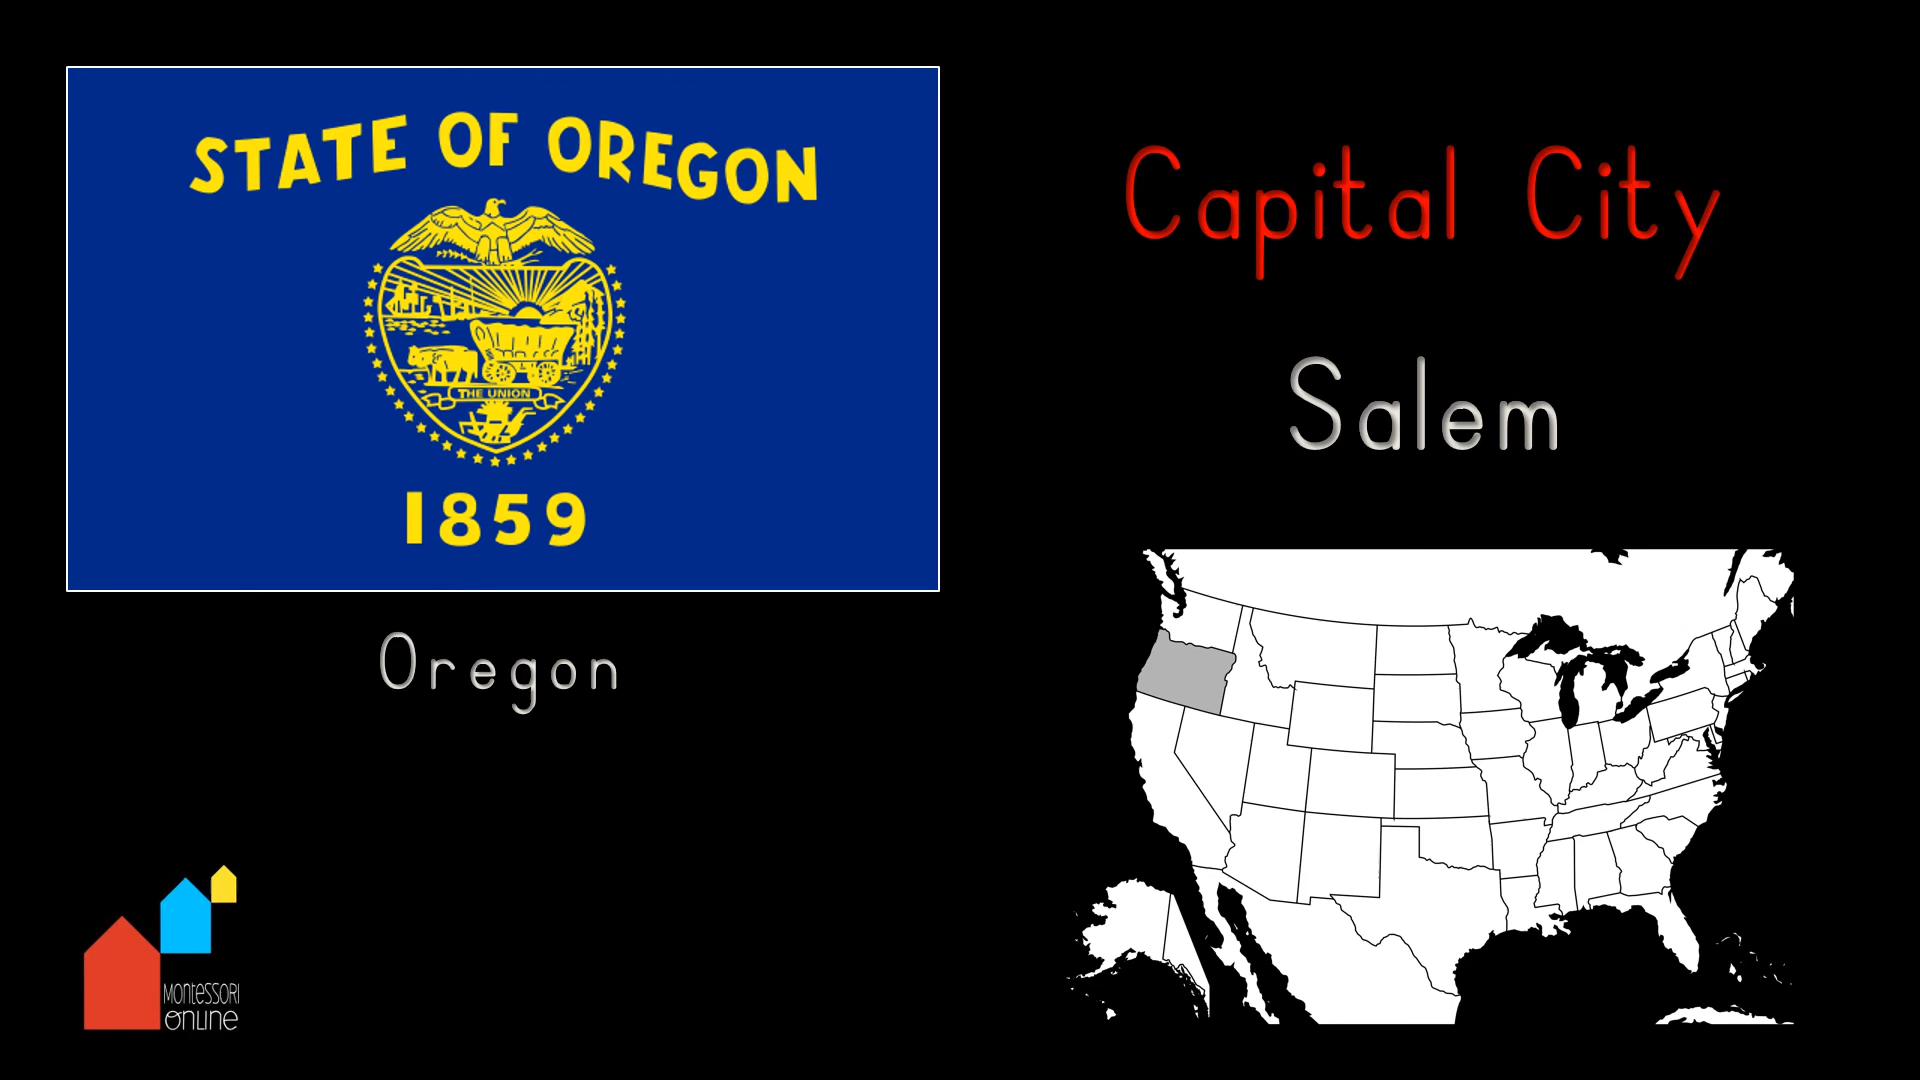 STATE OF OREGON
THE UNION
1859
Oregon
Capital City
Salem
MONTESSORI
ONLINE